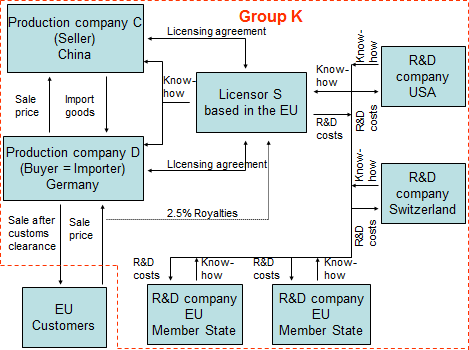 Group K
Production company C
(Seller)
China
Licensing agreement
Know-
how
Sale
price
Import
goods
Licensor S
based in the EU
Know-
how
R&D
costs
Know-
how
R&D
costs
R&D
company
USA
Production company D
(Buyer = Importer)
Germany
LIcensing agreement
2.5% Royalties
Know-
how
R&D
costs
R&D
company
Switzerland
Sale after
customs
clearance
Sale
price
R&D
costs
Know-
how
R&D
costs
Know-
how
EU
Customers
R&D company
EU
Member State
R&D company
EU
Member State